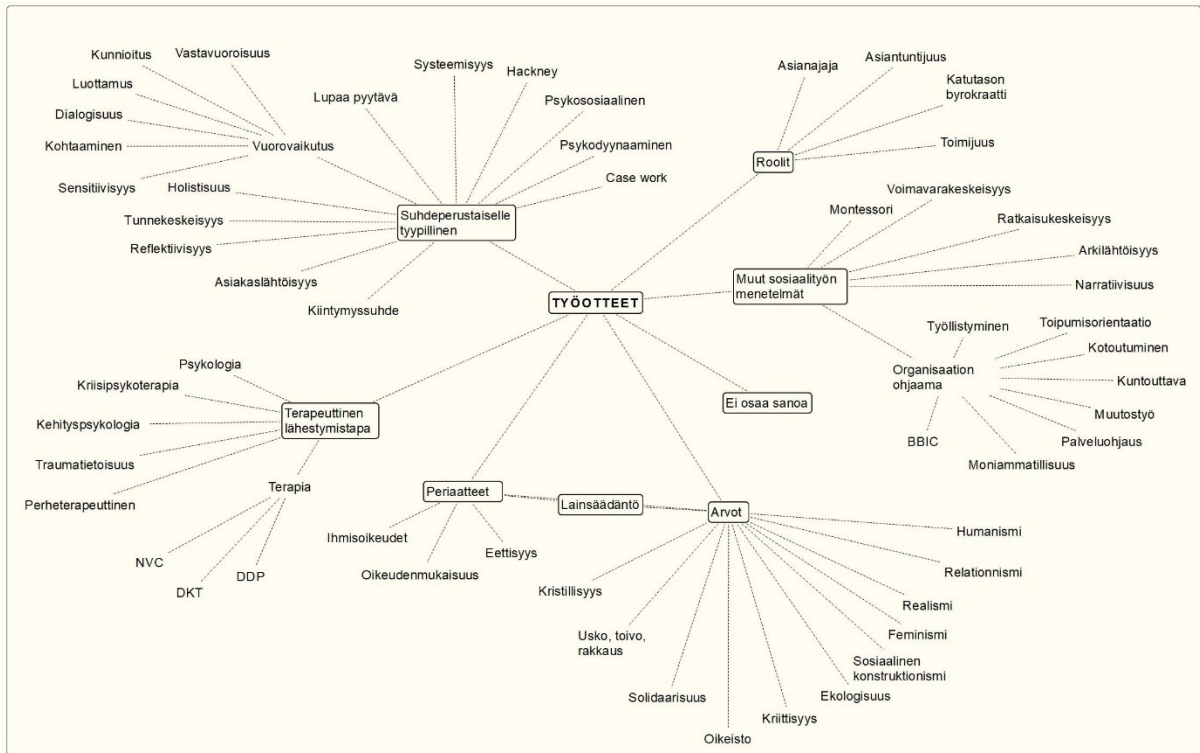 Kunnioitus
Vastavuoroisuus
Luottamus
Dialogisuus
Kohtaaminen
Vuorovaikutus
Sensitiivisyys
Lupaa pyytävä
Systeemisyys
Hackney
Psykososiaalinen
Psykodyynaaminen
Case work
Holistisuus
Tunnekeskeisyys
Reflektiivisyys
Asiakaslähtöisyys
Kiintymyssuhde
Suhdeperustaiselle
tyypillinen
Asianajaja
Asiantuntijuus
Katutason
byrokraatti
Toimijuus
Roolit
Voimavarakeskeisyys
Montessori
Ratkaisukeskeisyys
Arkilähtöisyys
Narratiivisuus
Muut sosiaalityön
menetelmät
TYÖOTTEET
Työllistyminen
Toipumisorientaatio
Kotoutuminen
Organisaation
ohjaama
Kuntouttava
Muutostyö
Palveluohjaus
BBIC
Moniammatillisuus
Ei osaa sanoa
Psykologia
Kriisipsykoterapia
Kehityspsykologia
Terapeuttinen
lähestymistapa
Traumatietoisuus
Perheterapeuttinen
Terapia
NVC
DKT
DDP
Periaatteet
Lainsäädäntö
Arvot
Ihmisoikeudet
Eettisyys
Oikeudenmukaisuus
Kristillisyys
Usko, toivo,
rakkaus
Solidaarisuus
Oikeisto
Kriittisyys
Ekologisuus
Sosiaalinen
konstruktionismi
Feminismi
Realismi
Relationnismi
Humanismi